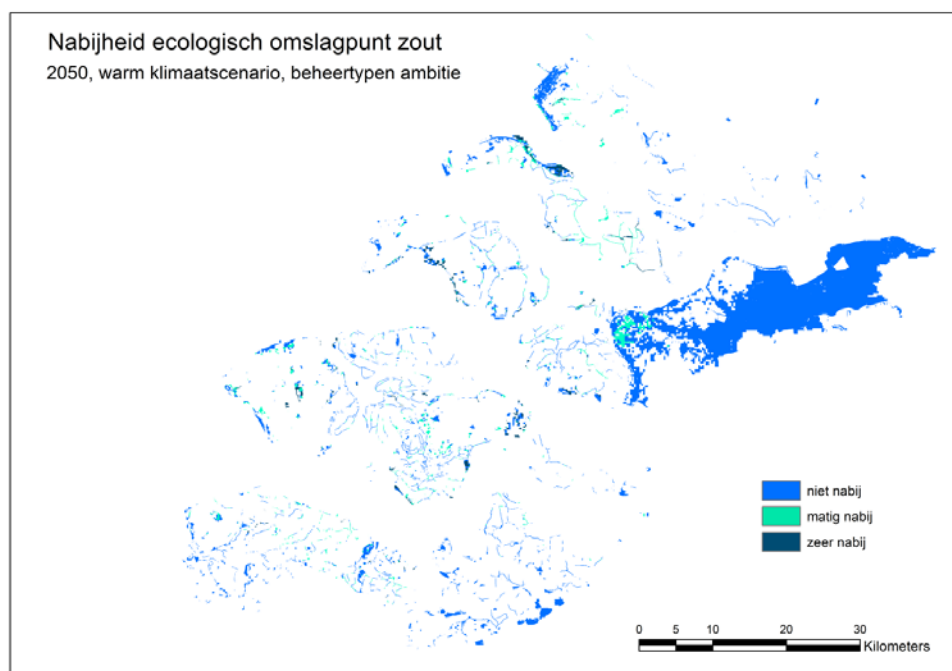 Nabijheid ecologisch omslagpunt zout
2050, warm klimaatscenario, beheertypen ambitie
niet nabij
matig nabij
zeer nabij
0 5 10 20 30
Kilometers